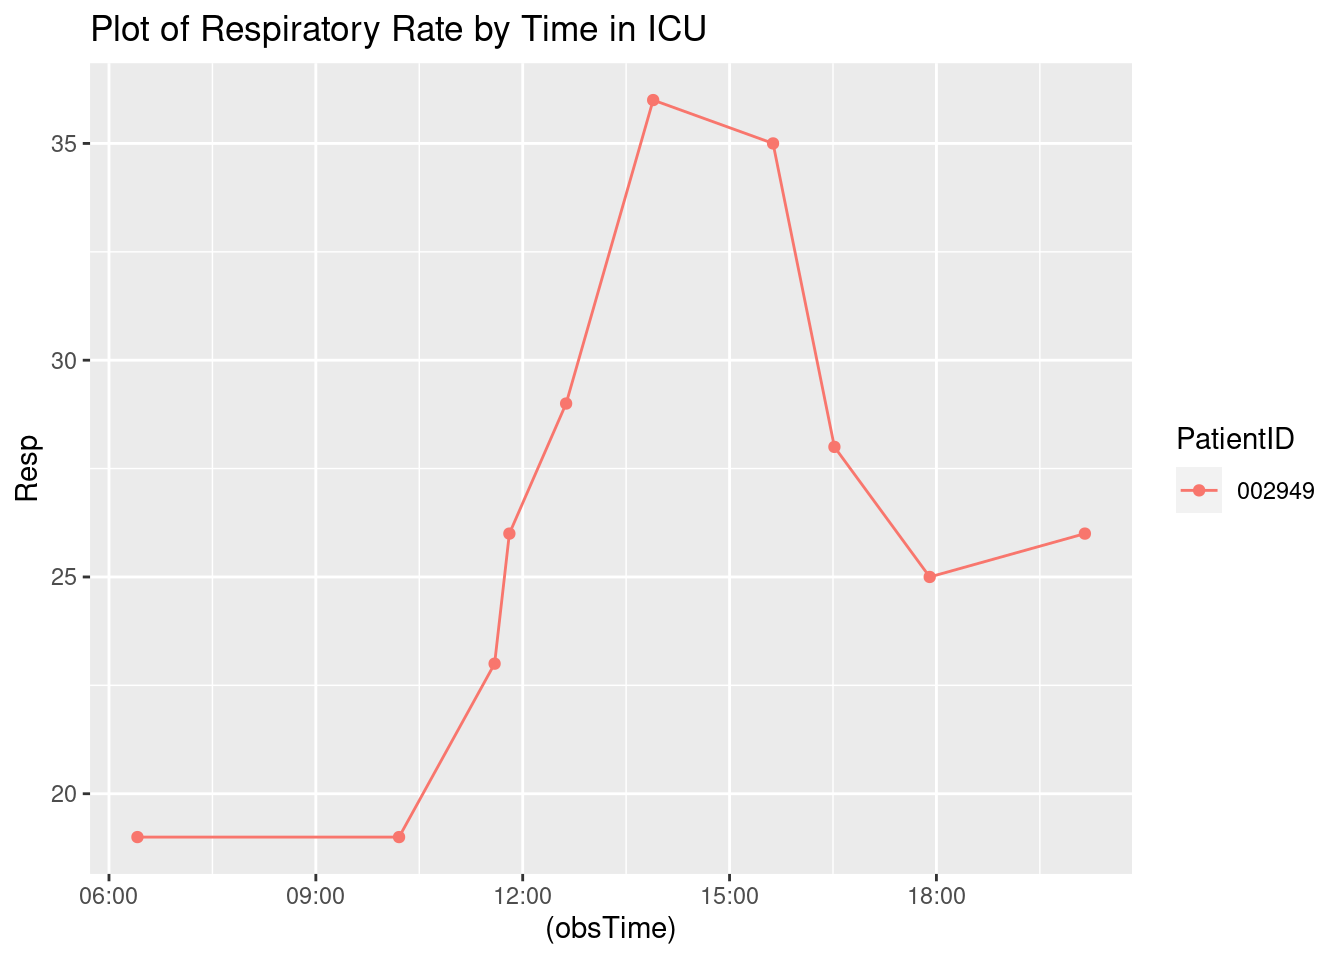 Plot of Respiratory Rate by Time in ICU
35
30
25
20
Resp
06:00 09:00 12:00 15:00 18:00
(obsTime)
PatientID
002949